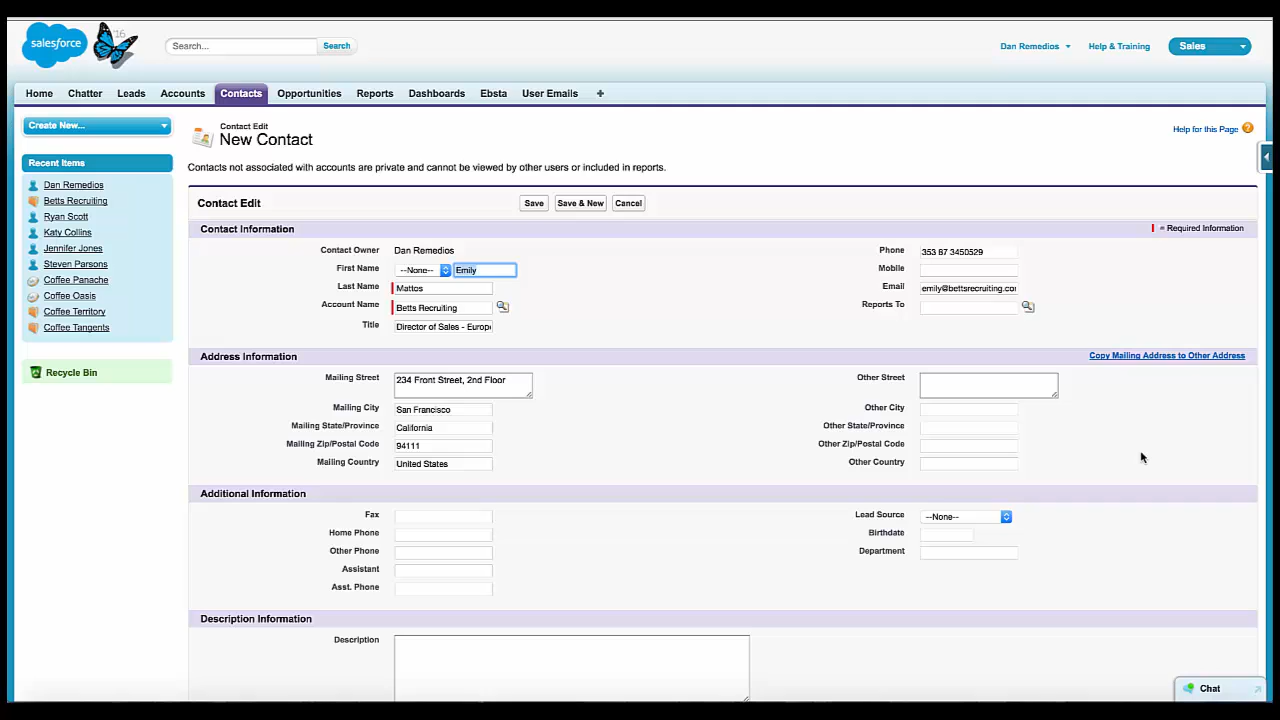 salesforce '16
Search... Search
Dan Remedios Help & Training Sales
Home Chatter Leads Accounts Contacts Opportunities Reports Dashboards Ebsta User Emails +
Create New...
Recent Items
Dan Remedios
Betts Recruiting
Ryan Scott
Katy Collins
Jennifer Jones
Steven Parsons
Coffee Panache
Coffee Oasis
Coffee Territory
Coffee Tangents
Recycle Bin
Contact Edit
New Contact
Help for this Page ?
Contacts not associated with accounts are private and cannot be viewed by other users or included in reports.
Contact Edit Save Save & New Cancel
Contact Information = Required Information
Contact Owner Dan Remedios Phone 353 87 3450529
First Name --None-- Emily Mobile
Last Name Mattos Email emily@bettsrecruiting.co
Account Name Betts Recruiting Reports To
Title Director of Sales - Europ
Address Information Copy Mailing Address to Other Address
Mailing Street 234 Front Street, 2nd Floor Other Street
Mailing City San Francisco Other City
Mailing State/Province California Other State/Province
Mailing Zip/Postal Code 94111 Other Zip/Postal Code
Mailing Country United States Other Country
Additional Information
Fax Lead Source --None--
Home Phone Birthdate
Other Phone Department
Assistant
Asst. Phone
Description Information
Description
Chat